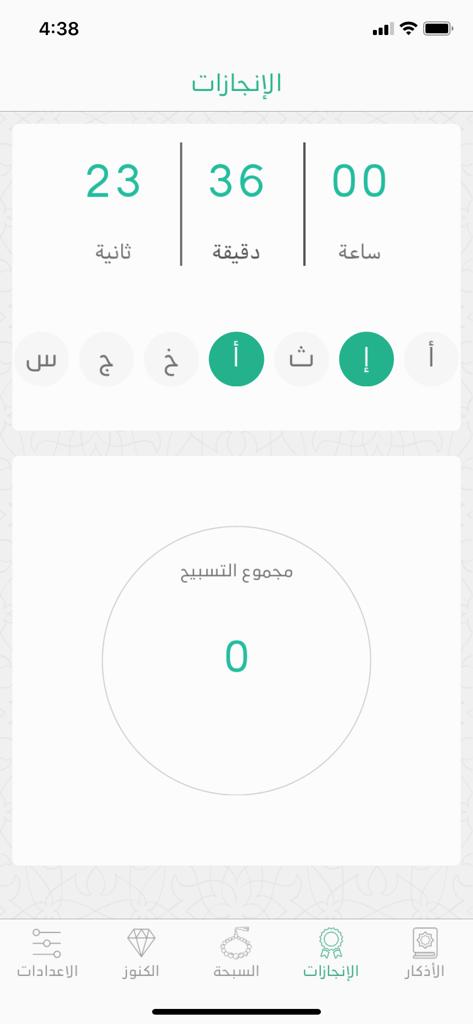 4:38
الإنجازات
00 36 23
ساعة دقيقة ثانية
أ إ ث أ خ ج س
مجموع التسبيح
0
الأذكار الإنجازات السبحة الكنوز الاعدادات